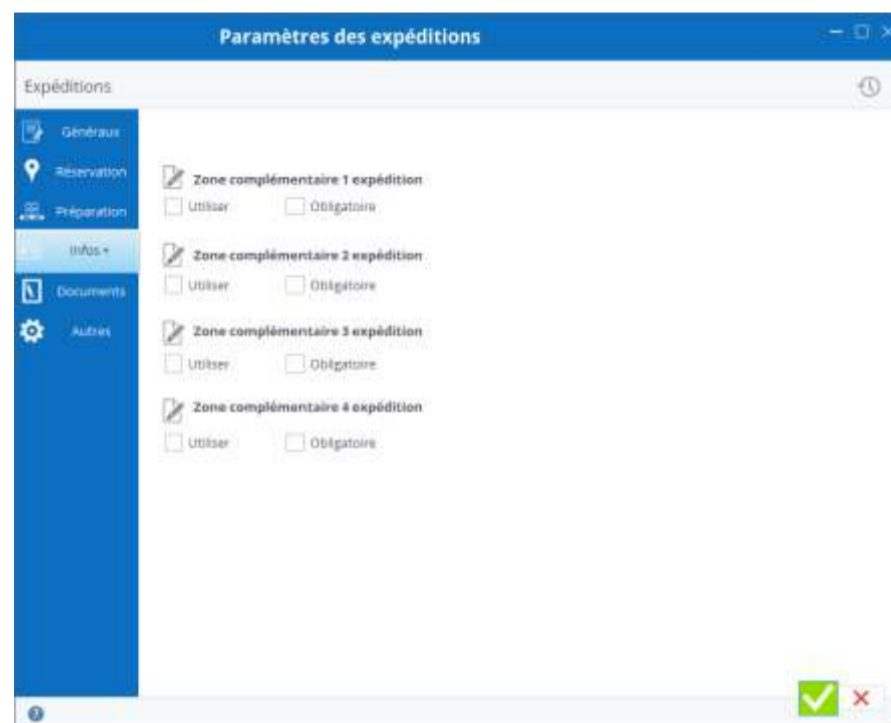 Paramètres des expéditions
Expéditions
Généraux
Réservation
Préparation
Infos +
Documents
Autres
Zone complémentaire 1 expédition
Utiliser Obligatoire
Zone complémentaire 2 expédition
Utiliser Obligatoire
Zone complémentaire 3 expédition
Utiliser Obligatoire
Zone complémentaire 4 expédition
Utiliser Obligatoire